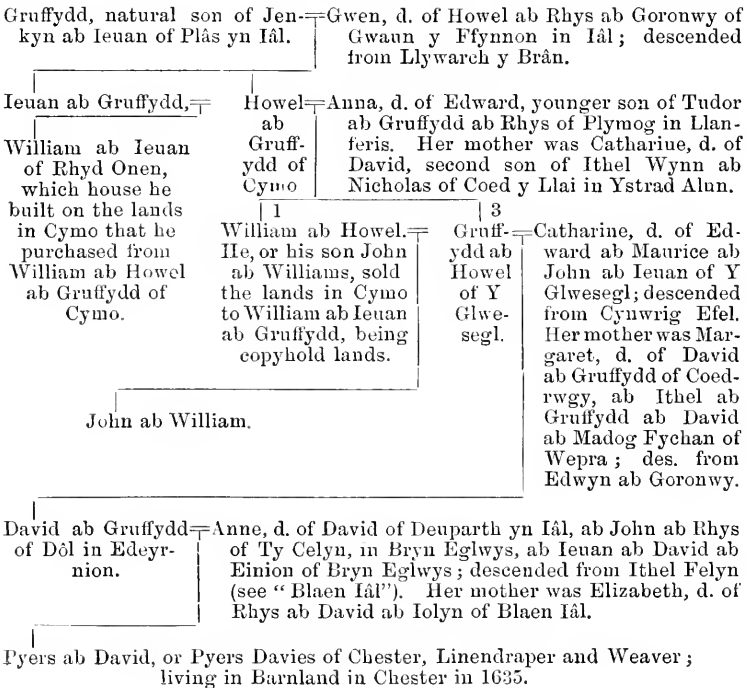 Gruffydd, natural son of Jen-
kyn ab Ieuan of Plâs yn Iâl.
Gwen, d. of Howel ab Rhys ab Goronwy of
Gwaun y Ffynnon in Iâl; descended
from Llywarch y Brân.
Ieuan ab Gruffydd,
William ab Ieuan
of Rhyd Onen,
which house he
built on the lands
in Cymo that he
purchased from
William ab Howel
ab Gruffydd of
Cymo.
Howel
ab
Gruff-
ydd of
Cymo
Anna, d. of Edward, younger son of Tudor
ab Gruffydd ab Rhys of Plymog in Llan-
feris. Her mother was Catharine, d. of
David, second son of Ithel Wynn ab
Nicholas of Coed y Llai in Ystrad Alun.
1
William ab Howel.
He, or his son John
ab Williams, sold
the lands in Cymo
to William ab Ieuan
ab Gruffydd, being
copyhold lands.
3
Gruff-
ydd ab
Howel
of Y
Glwe-
segl.
Catharine, d. of Ed-
ward ab Maurice ab
John ab Ieuan of Y
Glwesegl; descended
from Cynwrig Efel.
Her mother was Mar-
garet, d. of David
ab Gruffydd of Coed-
rwgy, ab Ithel ab
Gruffydd ab David
ab Madog Fychan of
Wepra; des. from
Edwyn ab Goronwy.
John ab William.
David ab Gruffydd
of Dôl in Edeyr-
nion.
Anne, d. of David of Deuparth yn Iâl, ab John ab Rhys
of Ty Celyn, in Bryn Eglwys, ab Ieuan ab David ab
Einion of Bryn Eglwys; descended from Ithel Felyn
(see "Blaen Iâl"). Her mother was Elizabeth, d. of
Rhys ab David ab Iolyn of Blaen Iâl.
Pyers ab David, or Pyers Davies of Chester, Linendraper and Weaver;
living in Barnland in Chester in 1635.